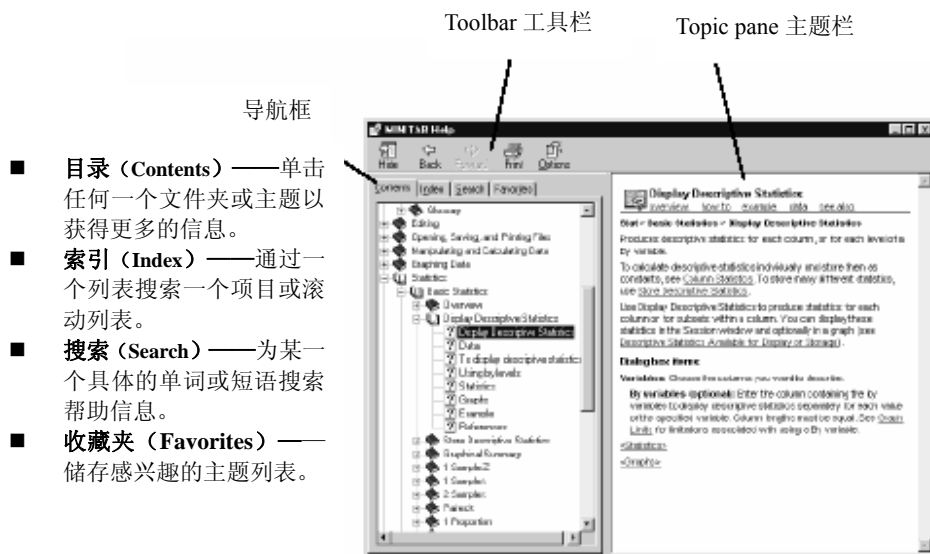 Toolbar 工具栏
Topic pane 主题栏
导航框
■ 目录（Contents）——单击
任何一个文件夹或主题以
获得更多的信息。
■ 索引（Index）——通过一
个列表搜索一个项目或滚
动列表。
■ 搜索（Search）——为某一
个具体的单词或短语搜索
帮助信息。
■ 收藏夹（Favorites）——
储存感兴趣的主题列表。
MINITAB Help
Hide Back Forward Print Options
Contents Index Search Favorites
Glossary
Editing
Opening, Saving, and Printing Files
Manipulating and Calculating Data
Graphing Data
Statistics
Basic Statistics
Overview
Display Descriptive Statistics
Display Descriptive Statistics
Data
To display descriptive statistics
Using by levels
Statistics
Graphs
Example
References
Store Descriptive Statistics
Graphical Summary
1 Sample Z
1 Sample t
2 Sample t
Paired t
1 Proportion
Display Descriptive Statistics
overview how to example data see also
Stat > Basic Statistics > Display Descriptive Statistics
Produces descriptive statistics for each column, or for each level of a
By variable.
To calculate descriptive statistics individually and store them as
constants, see Column Statistics. To store many different statistics,
use Store Descriptive Statistics.
Use Display Descriptive Statistics to produce statistics for each
column or for subsets within a column. You can display these
statistics in the Session window and optionally in a graph (see
Descriptive Statistics Available for Display or Storage).
Dialog box items
Variables: Choose the columns you want to describe.
By variables (optional): Enter the column containing the by
variables to display descriptive statistics separately for each value
of the specified variable. Column lengths must be equal. See Graph
Limits for limitations associated with using a By variable.
<Statistics>
<Graphs>